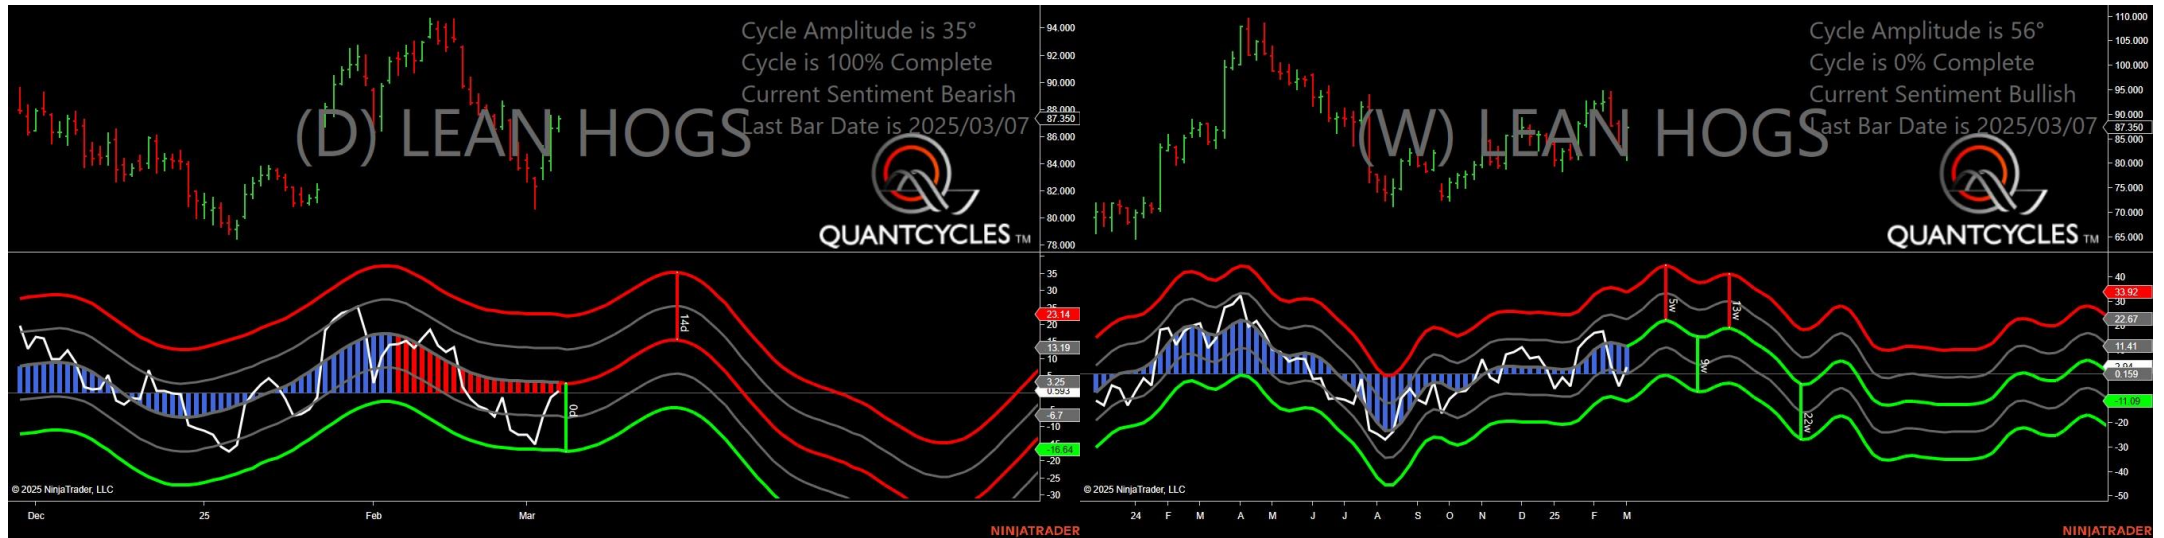 Cycle Amplitude is 35°
Cycle is 100% Complete
Current Sentiment Bearish
Last Bar Date is 2025/03/07
(D) LEAN HOGS
QUANTCYCLES TM
94.000
92.000
90.000
88.000
87.350
86.000
84.000
82.000
80.000
78.000
35
30
25
23.14
20
15
13.19
10
5
3.25
0.593
-6.7
-10
-15
-16.64
-20
-25
-30
14d
0d
© 2025 NinjaTrader, LLC
Dec
25
Feb
Mar
NINJATRADER
Cycle Amplitude is 56°
Cycle is 0% Complete
Current Sentiment Bullish
Last Bar Date is 2025/03/07
(W) LEAN HOGS
QUANTCYCLES TM
110.000
105.000
100.000
95.000
90.000
87.350
85.000
80.000
75.000
70.000
65.000
40
33.92
30
22.67
20
11.41
0.159
-11.09
-20
-30
-40
-50
5w
13w
9w
22w
© 2025 NinjaTrader, LLC
24 F M A M J J A S O N D 25 F M
NINJATRADER